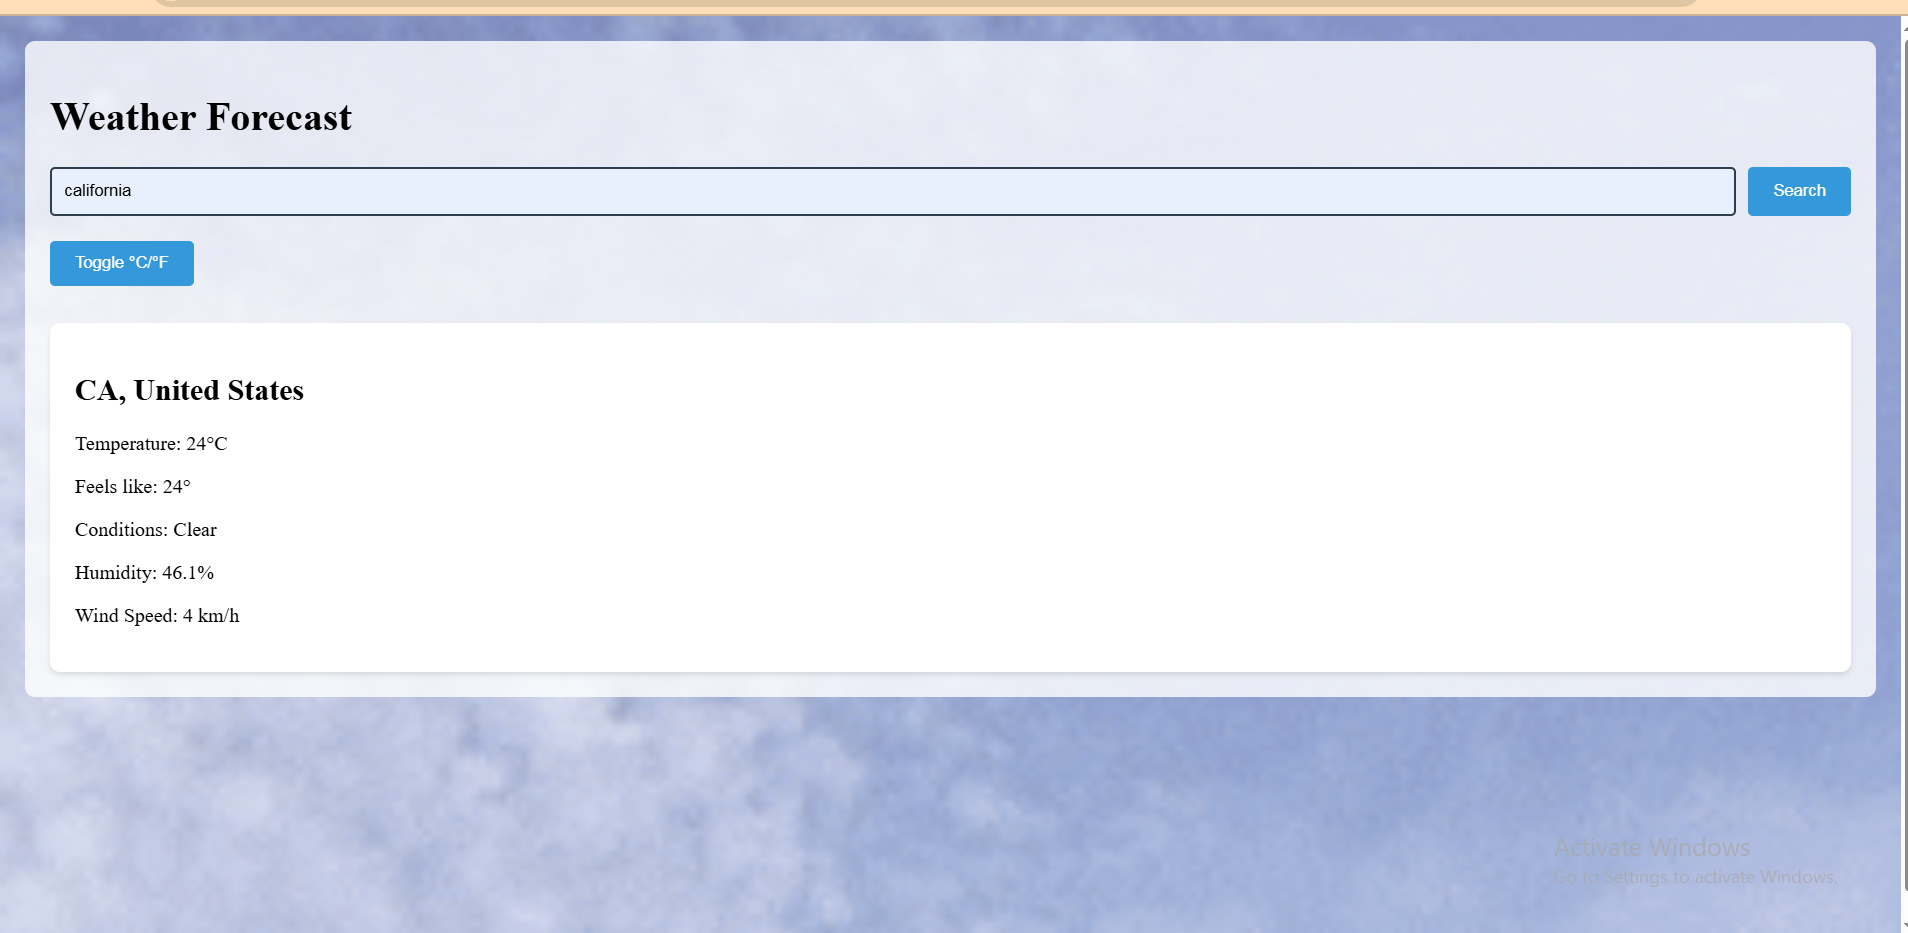 Weather Forecast
california
Search
Toggle °C/°F
CA, United States
Temperature: 24°C
Feels like: 24°
Conditions: Clear
Humidity: 46.1%
Wind Speed: 4 km/h
Activate Windows
Go to Settings to activate Windows.